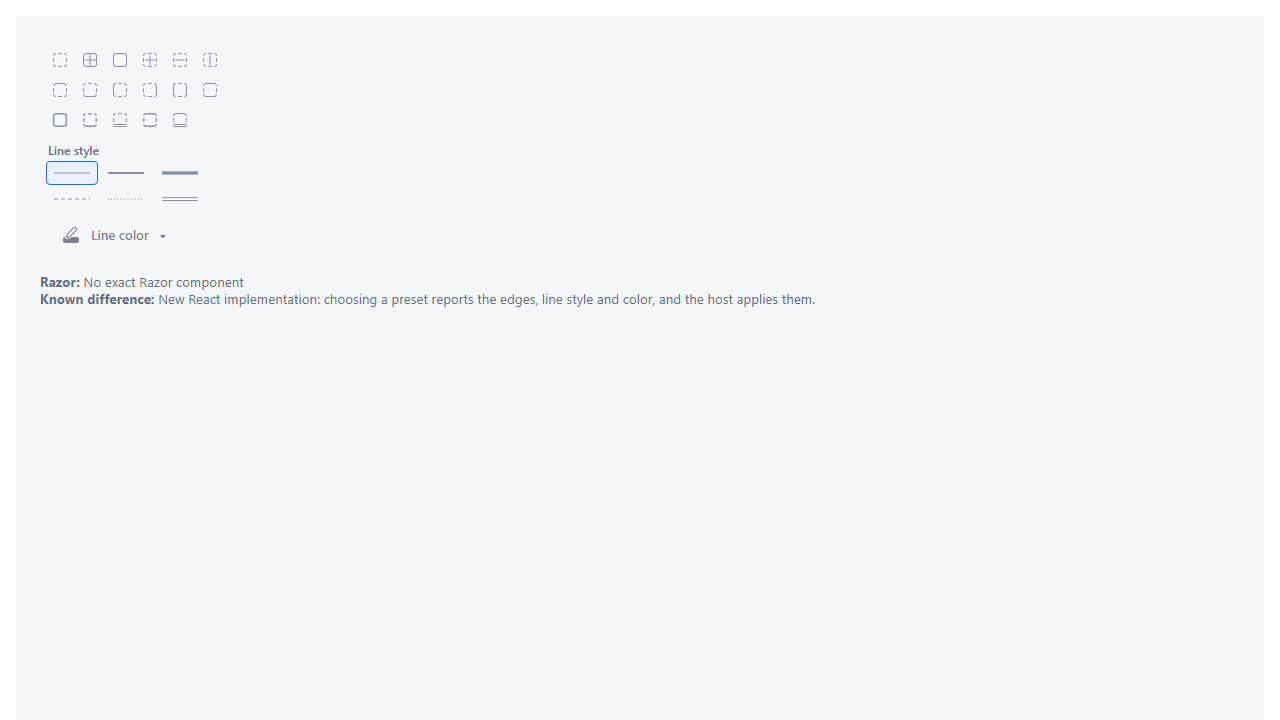 Line style
Line color
Razor: No exact Razor component
Known difference: New React implementation: choosing a preset reports the edges, line style and color, and the host applies them.